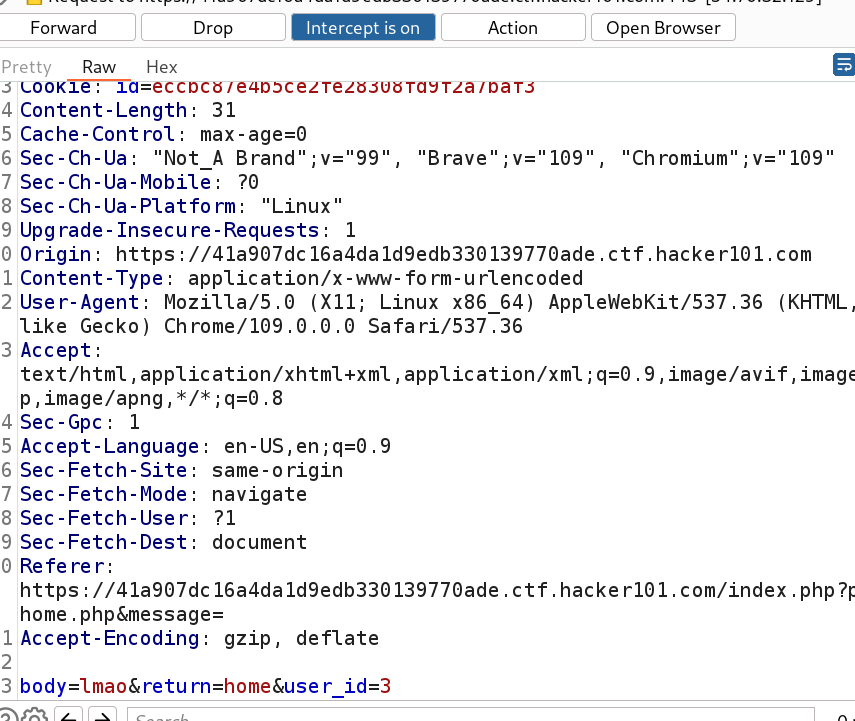 Forward Drop Intercept is on Action Open Browser
Pretty Raw Hex
3 Cookie: id=eccbc87e4b5ce2fe28308fd9f2a7baf3
4 Content-Length: 31
5 Cache-Control: max-age=0
6 Sec-Ch-Ua: "Not_A Brand";v="99", "Brave";v="109", "Chromium";v="109"
7 Sec-Ch-Ua-Mobile: ?0
8 Sec-Ch-Ua-Platform: "Linux"
9 Upgrade-Insecure-Requests: 1
0 Origin: https://41a907dc16a4da1d9edb330139770ade.ctf.hacker101.com
1 Content-Type: application/x-www-form-urlencoded
2 User-Agent: Mozilla/5.0 (X11; Linux x86_64) AppleWebKit/537.36 (KHTML,
like Gecko) Chrome/109.0.0.0 Safari/537.36
3 Accept:
text/html,application/xhtml+xml,application/xml;q=0.9,image/avif,image
p,image/apng,*/*;q=0.8
4 Sec-Gpc: 1
5 Accept-Language: en-US,en;q=0.9
6 Sec-Fetch-Site: same-origin
7 Sec-Fetch-Mode: navigate
8 Sec-Fetch-User: ?1
9 Sec-Fetch-Dest: document
0 Referer:
https://41a907dc16a4da1d9edb330139770ade.ctf.hacker101.com/index.php?p
home.php&message=
1 Accept-Encoding: gzip, deflate
2
3 body=lmao&return=home&user_id=3
Search...